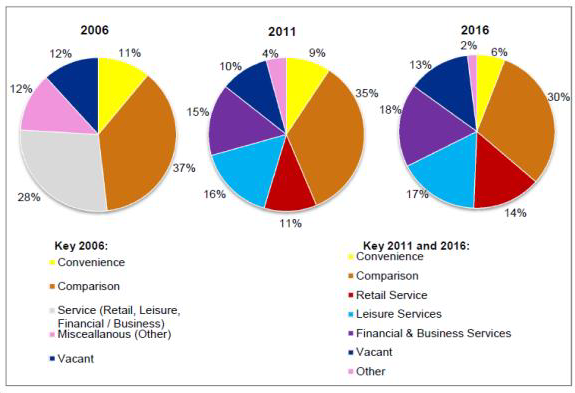 2006
2011
2016
12%
11%
12%
37%
28%
4%
9%
10%
35%
15%
16%
11%
2%
6%
13%
30%
18%
17%
14%
Key 2006:
Convenience
Comparison
Service (Retail, Leisure,
Financial / Business)
Misceallanous (Other)
Vacant
Key 2011 and 2016:
Convenience
Comparison
Retail Service
Leisure Services
Financial & Business Services
Vacant
Other